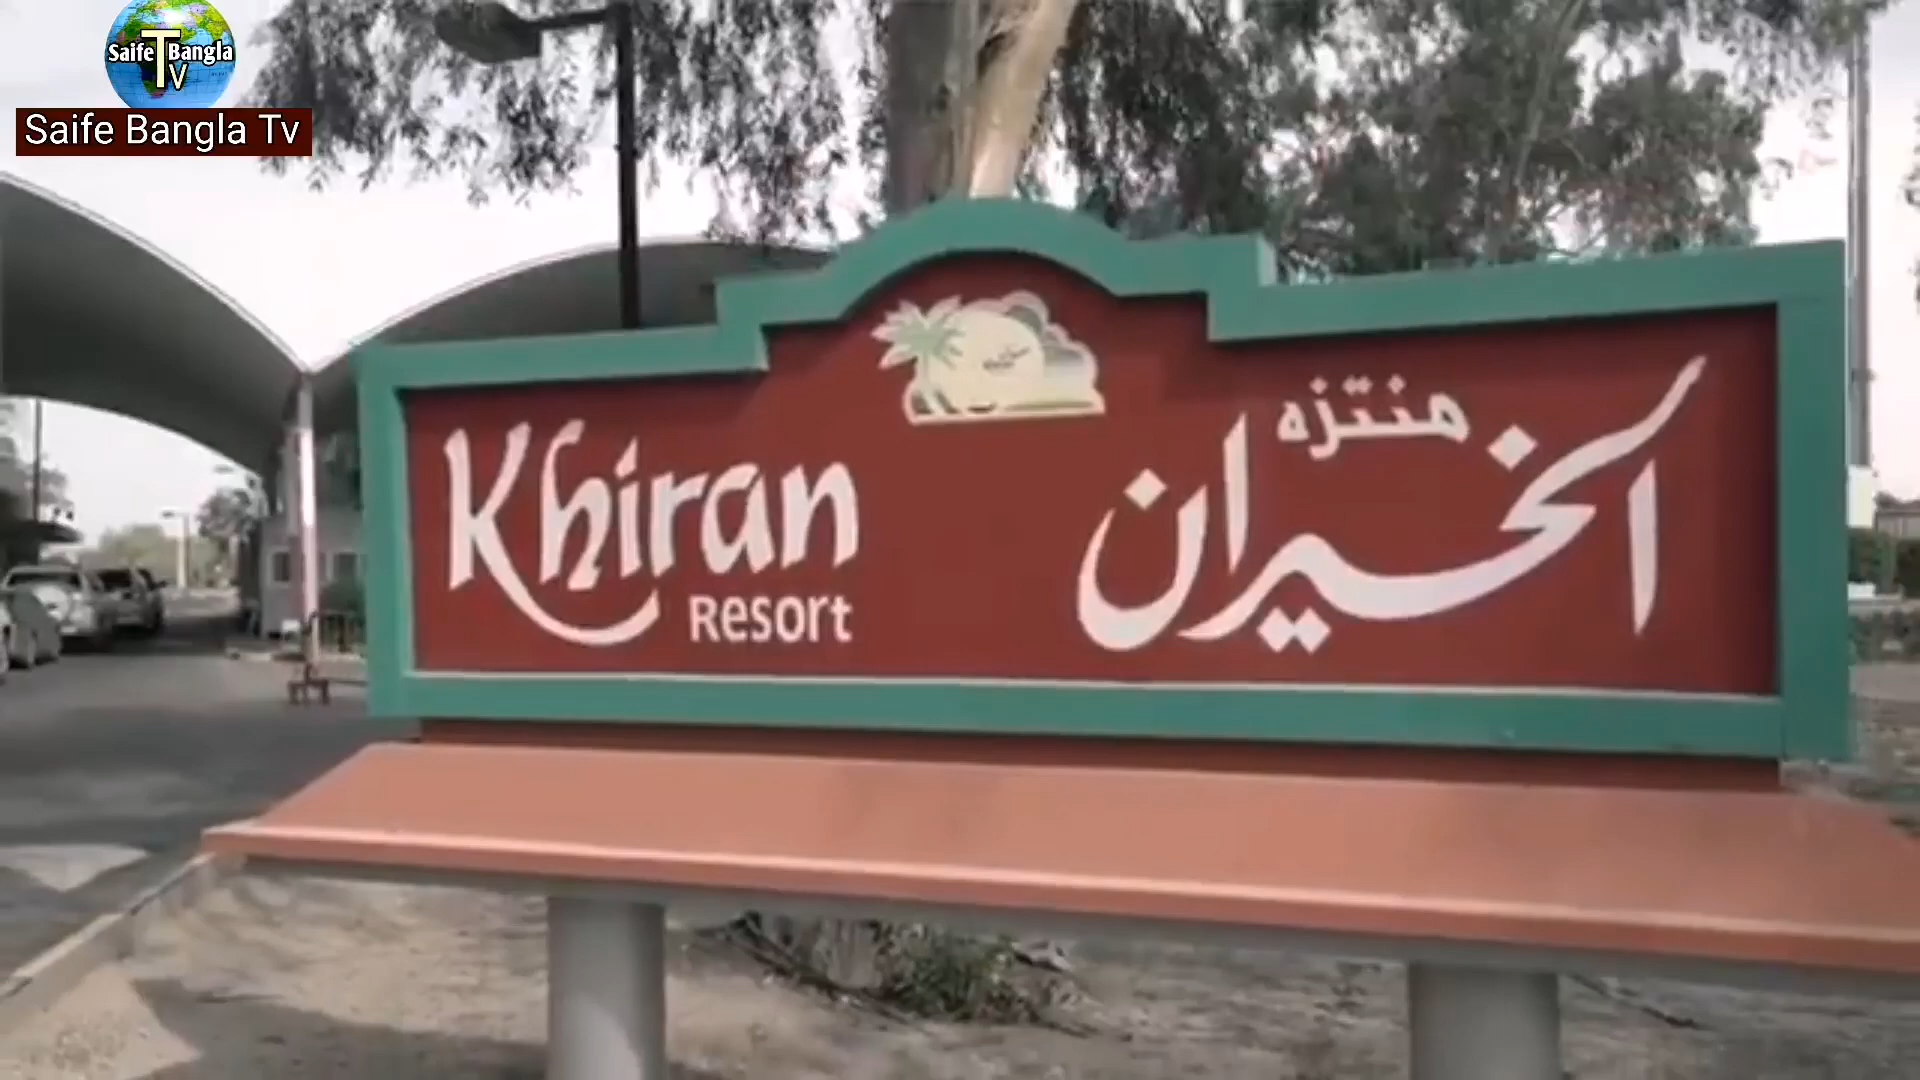 Saife Bangla
Tv
Saife Bangla Tv
منتزه
الخيران
Khiran
Resort